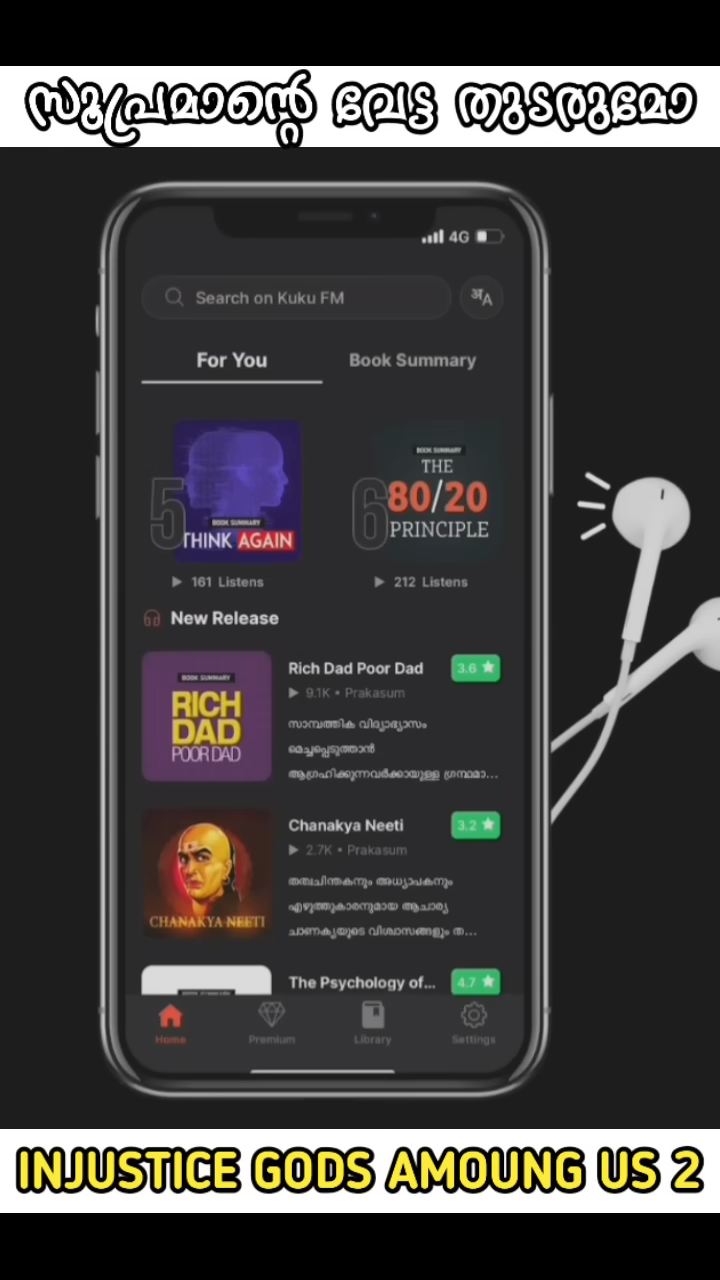 സൂപ്രമാന്റെ വേട്ട തുടരുമോ
4G
Search on Kuku FM
अA
For You
Book Summary
5
BOOK SUMMARY
THINK AGAIN
6
BOOK SUMMARY
THE
80/20
PRINCIPLE
161 Listens
212 Listens
New Release
BOOK SUMMARY
RICH
DAD
POOR DAD
Rich Dad Poor Dad
3.6 ★
9.1K • Prakasum
സാമ്പത്തിക വിദ്യാഭ്യാസം
മെച്ചപ്പെടുത്താൻ
ആഗ്രഹിക്കുന്നവർക്കായുള്ള ഗ്രന്ഥമാ...
CHANAKYA NEETI
Chanakya Neeti
3.2 ★
2.7K • Prakasum
തത്വചിന്തകനും അധ്യാപകനും
എഴുത്തുകാരനുമായ ആചാര്യ
ചാണക്യയുടെ വിശ്വാസങ്ങളും ത...
The Psychology of...
4.7 ★
Home
Premium
Library
Settings
INJUSTICE GODS AMOUNG US 2